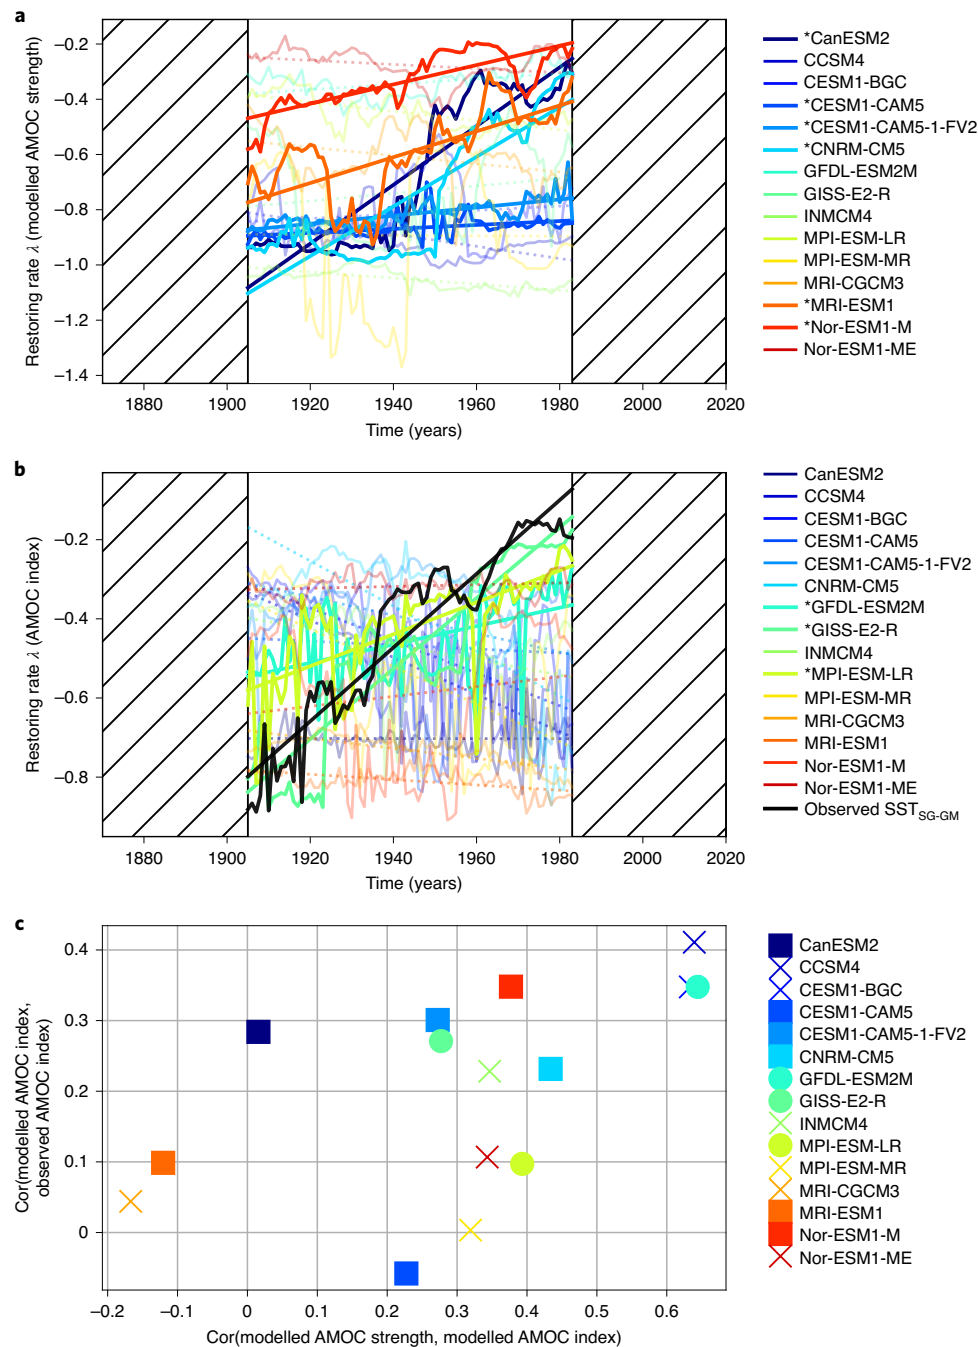 a
Restoring rate λ (modelled AMOC strength)
−0.2
−0.4
−0.6
−0.8
−1.0
−1.2
−1.4
1880
1900
1920
1940
1960
1980
2000
2020
Time (years)
*CanESM2
CCSM4
CESM1-BGC
*CESM1-CAM5
*CESM1-CAM5-1-FV2
*CNRM-CM5
GFDL-ESM2M
GISS-E2-R
INMCM4
MPI-ESM-LR
MPI-ESM-MR
MRI-CGCM3
*MRI-ESM1
*Nor-ESM1-M
Nor-ESM1-ME
b
Restoring rate λ (AMOC index)
−0.2
−0.4
−0.6
−0.8
1880
1900
1920
1940
1960
1980
2000
2020
Time (years)
CanESM2
CCSM4
CESM1-BGC
CESM1-CAM5
CESM1-CAM5-1-FV2
CNRM-CM5
*GFDL-ESM2M
*GISS-E2-R
INMCM4
*MPI-ESM-LR
MPI-ESM-MR
MRI-CGCM3
MRI-ESM1
Nor-ESM1-M
Nor-ESM1-ME
Observed SST_SG-GM
c
Cor(modelled AMOC index,
observed AMOC index)
0.4
0.3
0.2
0.1
0
−0.2
−0.1
0
0.1
0.2
0.3
0.4
0.5
0.6
Cor(modelled AMOC strength, modelled AMOC index)
CanESM2
CCSM4
CESM1-BGC
CESM1-CAM5
CESM1-CAM5-1-FV2
CNRM-CM5
GFDL-ESM2M
GISS-E2-R
INMCM4
MPI-ESM-LR
MPI-ESM-MR
MRI-CGCM3
MRI-ESM1
Nor-ESM1-M
Nor-ESM1-ME